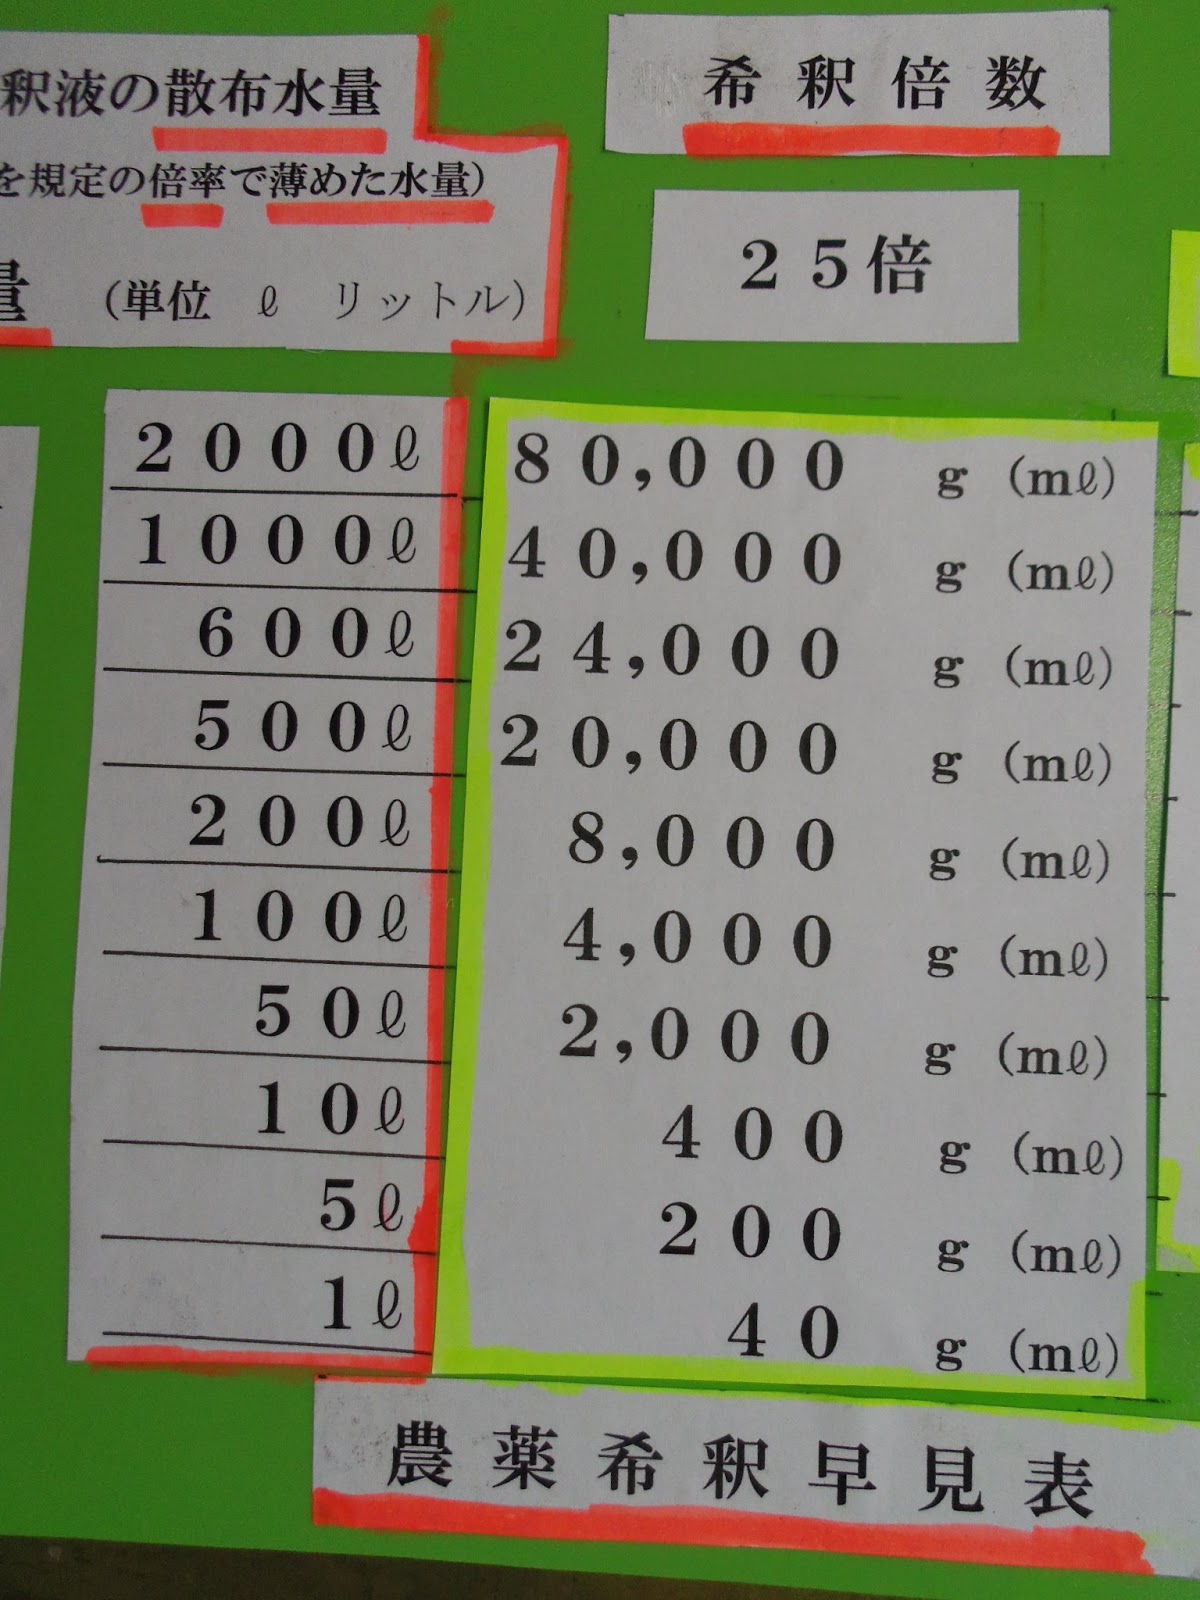 釈液の散布水量
を規定の倍率で薄めた水量)
量 (単位 ℓ リットル)
希釈倍数
25倍
2000ℓ 80,000 g (mℓ)
1000ℓ 40,000 g (mℓ)
600ℓ 24,000 g (mℓ)
500ℓ 20,000 g (mℓ)
200ℓ 8,000 g (mℓ)
100ℓ 4,000 g (mℓ)
50ℓ 2,000 g (mℓ)
10ℓ 400 g (mℓ)
5ℓ 200 g (mℓ)
1ℓ 40 g (mℓ)
農薬希釈早見表